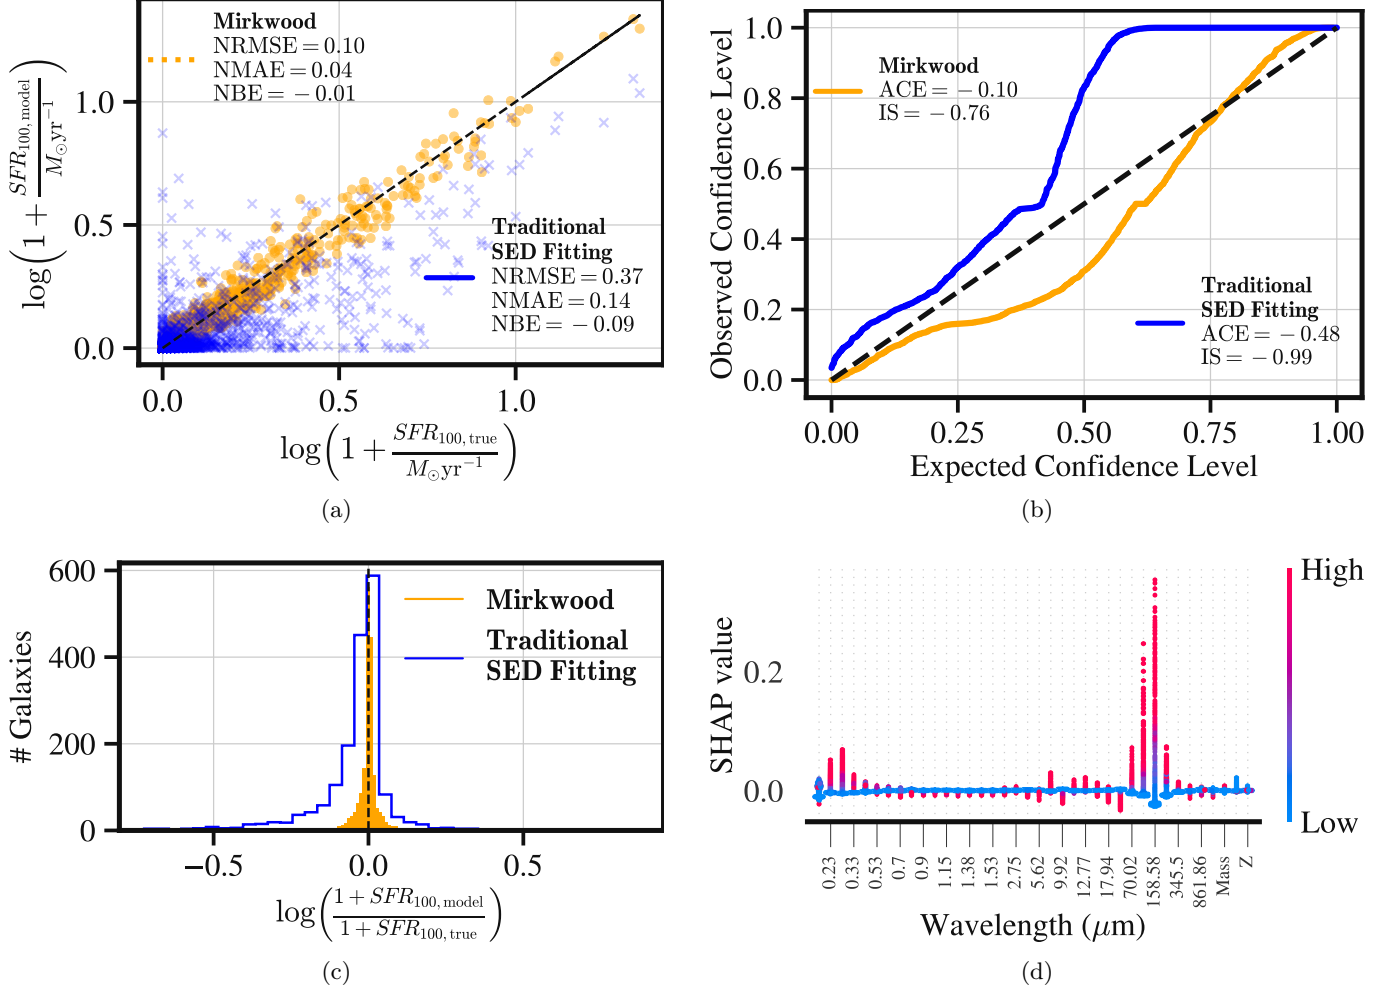 Mirkwood
NRMSE = 0.10
NMAE = 0.04
NBE = − 0.01
Traditional
SED Fitting
NRMSE = 0.37
NMAE = 0.14
NBE = − 0.09
1.0
0.5
0.0
log(1 + SFR100, model / M⊙yr−1)
0.0 0.5 1.0
log(1 + SFR100, true / M⊙yr−1)
(a)
Observed Confidence Level
1.0
0.8
0.6
0.4
0.2
0.0
Mirkwood
ACE = − 0.10
IS = − 0.76
Traditional
SED Fitting
ACE = − 0.48
IS = − 0.99
0.00 0.25 0.50 0.75 1.00
Expected Confidence Level
(b)
# Galaxies
600
400
200
0
Mirkwood
Traditional
SED Fitting
−0.5 0.0 0.5
log(1 + SFR100, model / 1 + SFR100, true)
(c)
SHAP value
0.2
0.0
High
Low
0.23 0.33 0.53 0.7 0.9 1.15 1.38 1.53 2.75 5.62 9.92 12.77 17.94 70.02 158.58 345.5 861.86 Mass Z
Wavelength (μm)
(d)